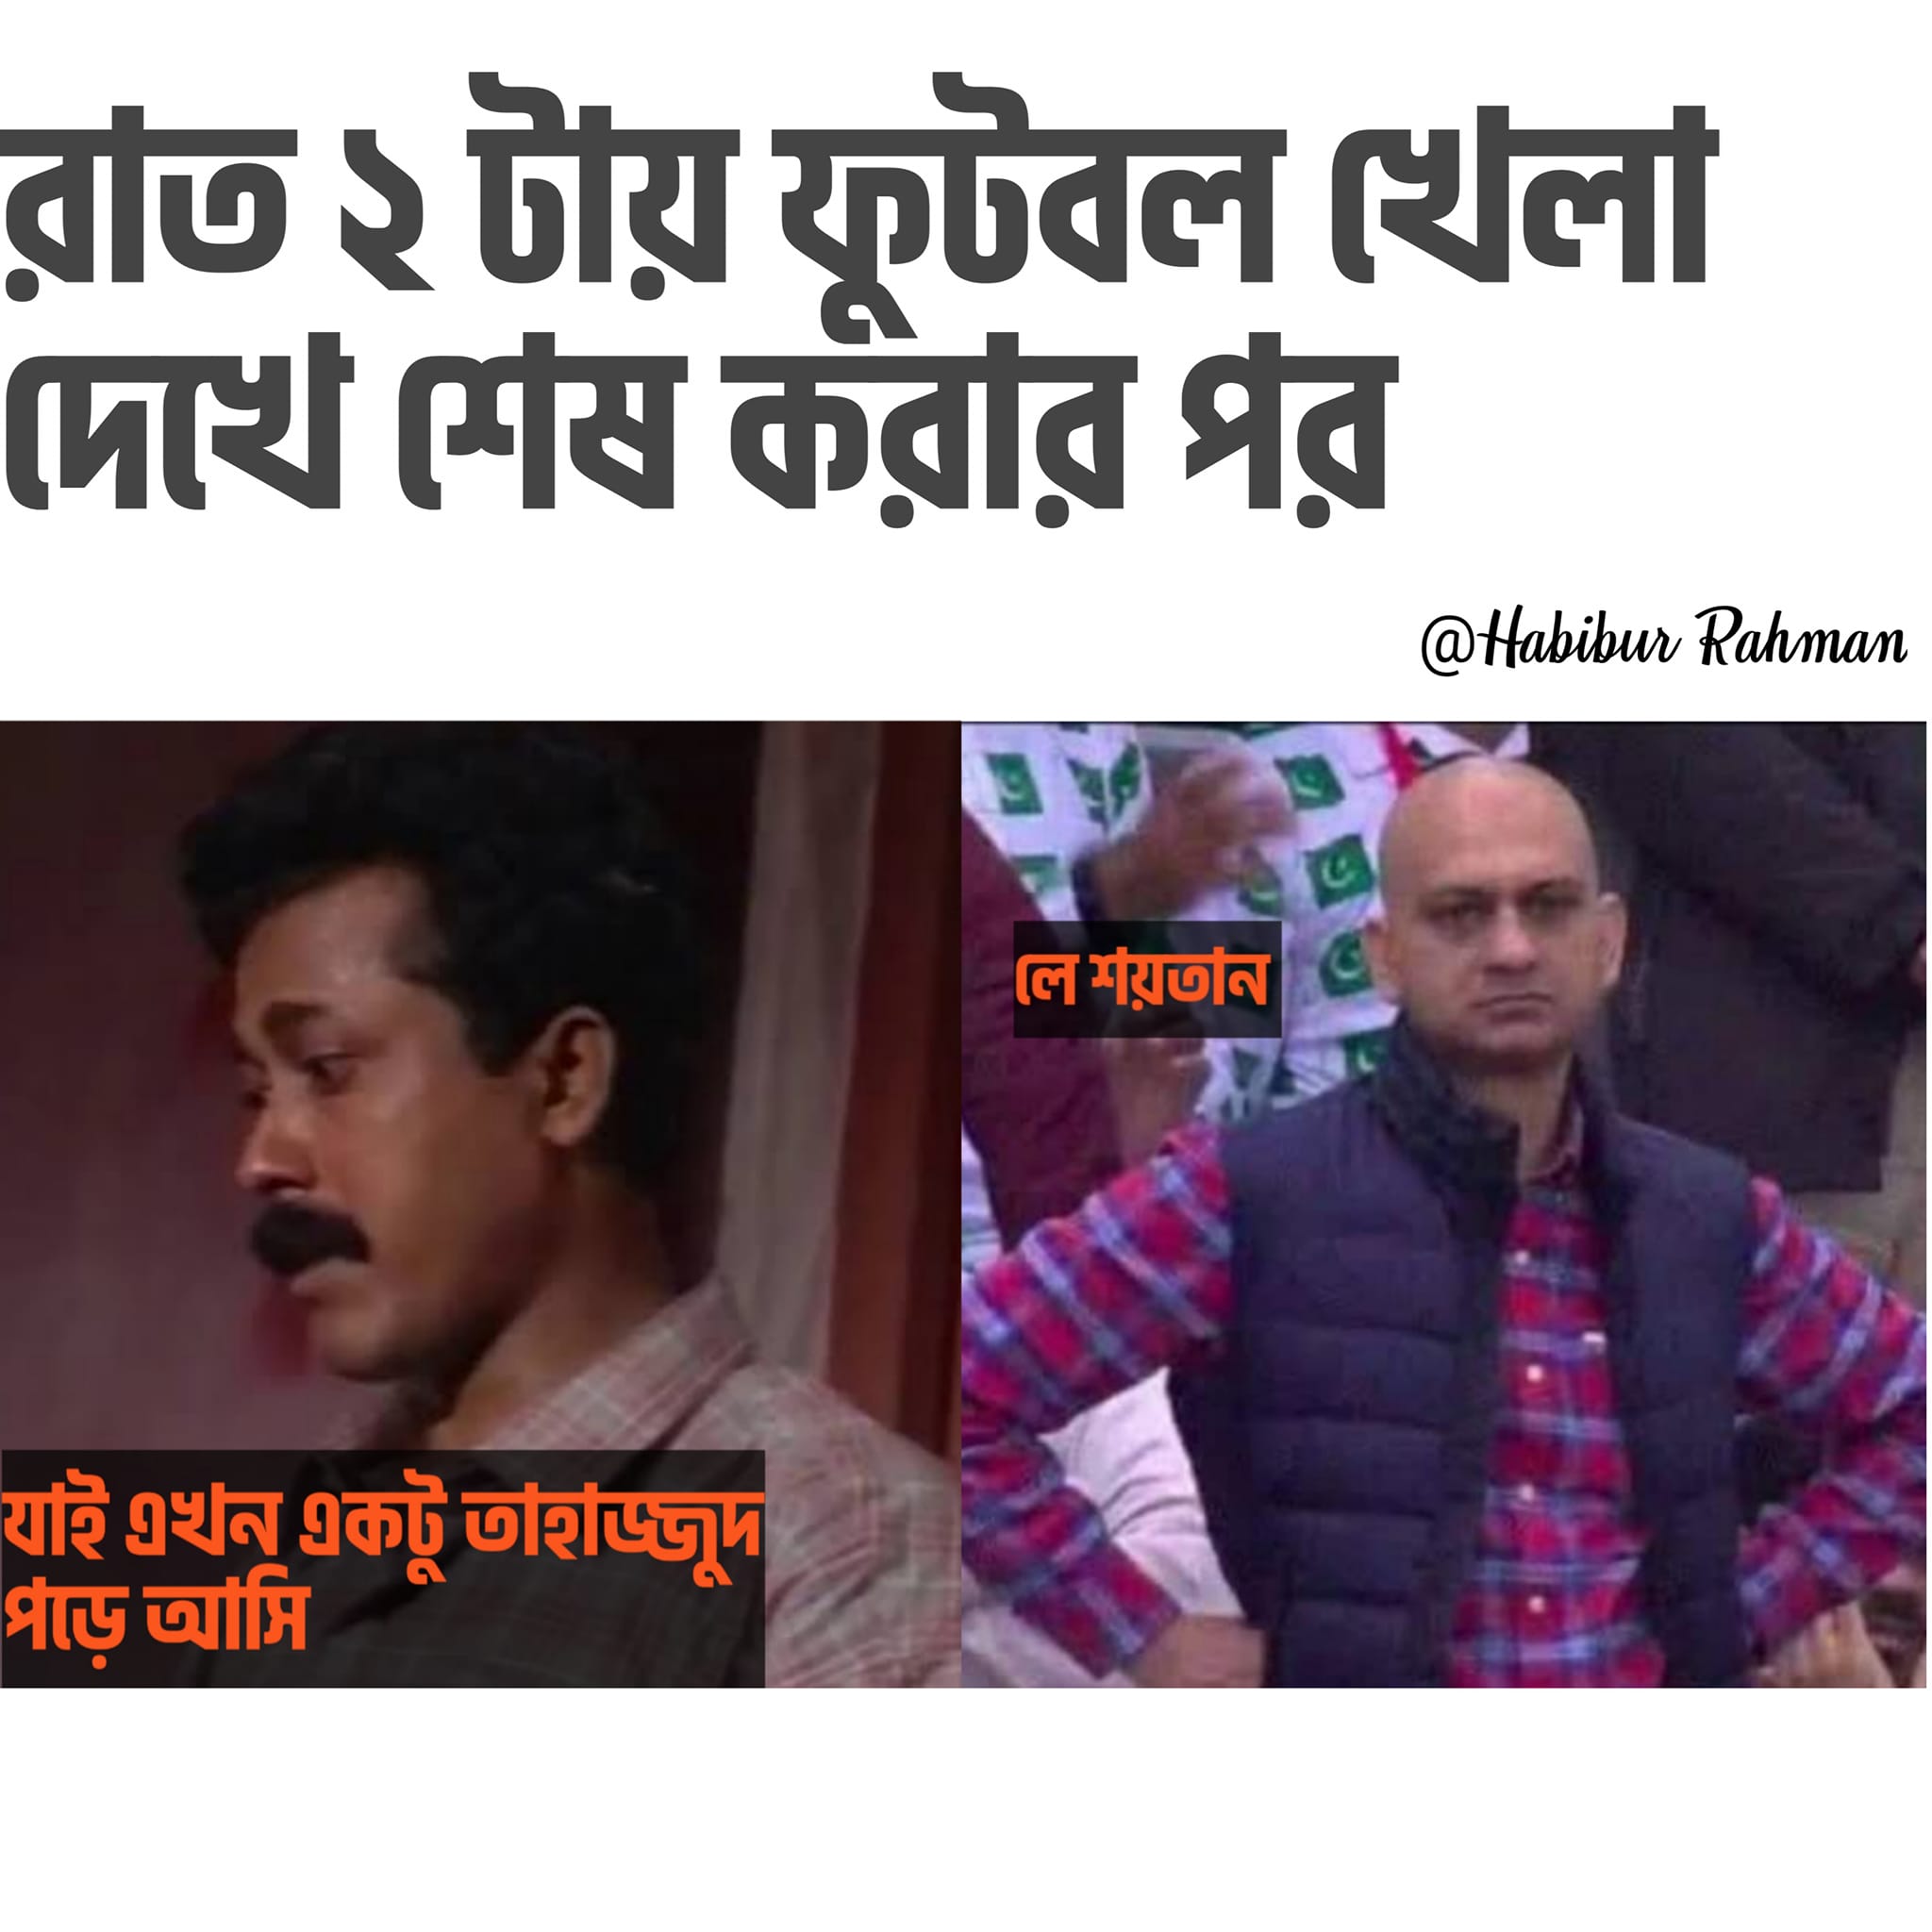 রাত ২ টায় ফুটবল খেলা
দেখে শেষ করার পর
@Habibur Rahman
লে শয়তান
যাই এখন একটু তাহাজ্জুদ
পড়ে আসি